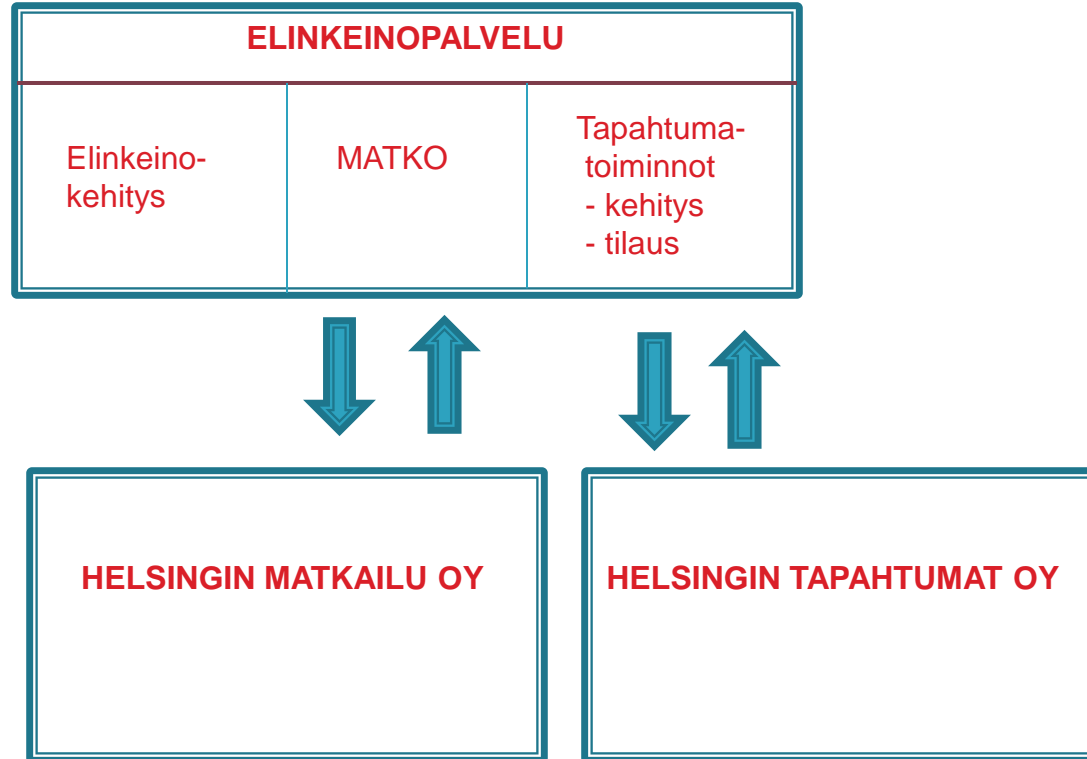 ELINKEINOPALVELU
Elinkeino-
kehitys
MATKO
Tapahtuma-
toiminnot
- kehitys
- tilaus
HELSINGIN MATKAILU OY
HELSINGIN TAPAHTUMAT OY